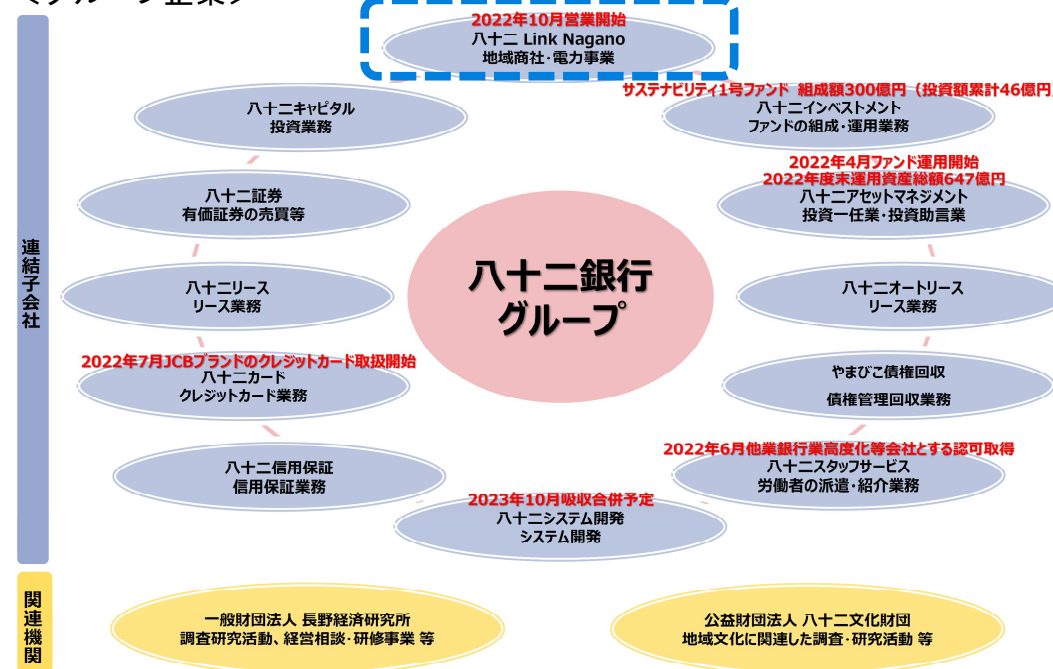 <グループ企業>
連結子会社
2022年10月営業開始
八十二 Link Nagano
地域商社・電力事業
八十二キャピタル
投資業務
サステナビリティ1号ファンド 組成額300億円（投資額累計46億円）
八十二インベストメント
ファンドの組成・運用業務
八十二証券
有価証券の売買等
2022年4月ファンド運用開始
2022年度末運用資産総額647億円
八十二アセットマネジメント
投資一任業・投資助言業
八十二銀行
グループ
八十二リース
リース業務
八十二オートリース
リース業務
2022年7月JCBブランドのクレジットカード取扱開始
八十二カード
クレジットカード業務
やまびこ債権回収
債権管理回収業務
八十二信用保証
信用保証業務
2022年6月他業銀行業高度化等会社とする認可取得
八十二スタッフサービス
労働者の派遣・紹介業務
2023年10月吸収合併予定
八十二システム開発
システム開発
関連機関
一般財団法人 長野経済研究所
調査研究活動、経営相談・研修事業 等
公益財団法人 八十二文化財団
地域文化に関連した調査・研究活動 等